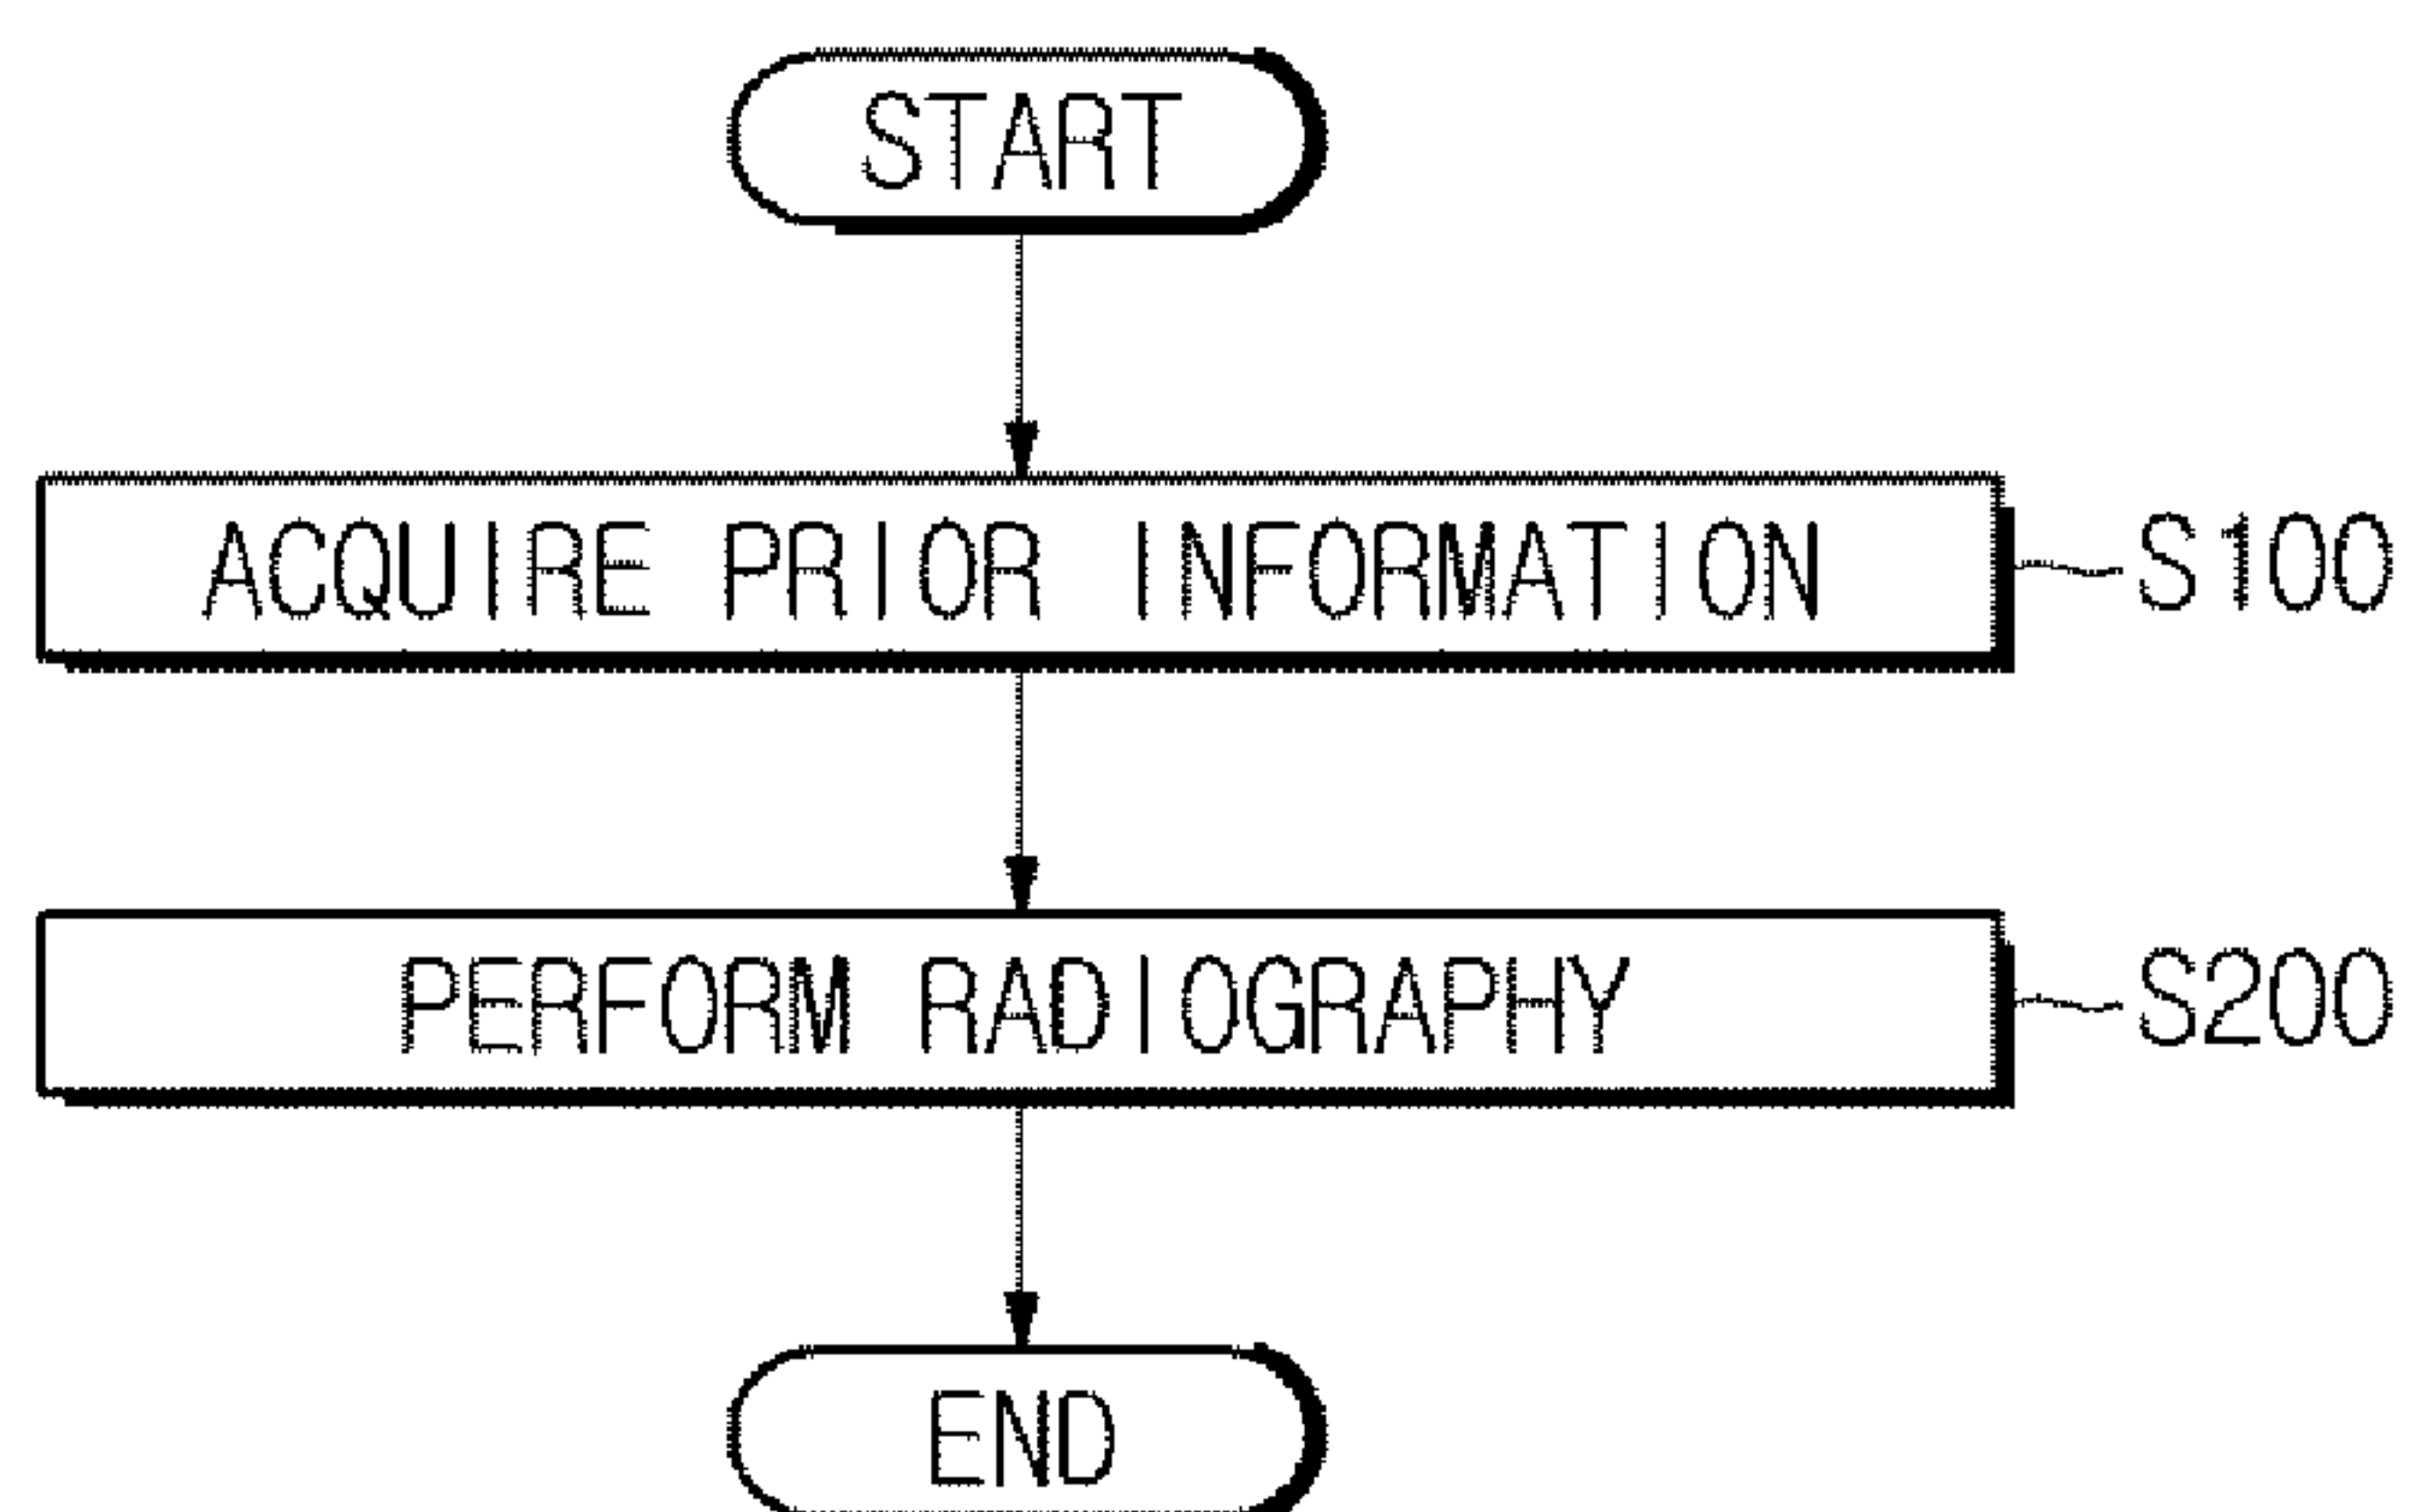 START
ACQUIRE PRIOR INFORMATION S100
PERFORM RADIOGRAPHY S200
END